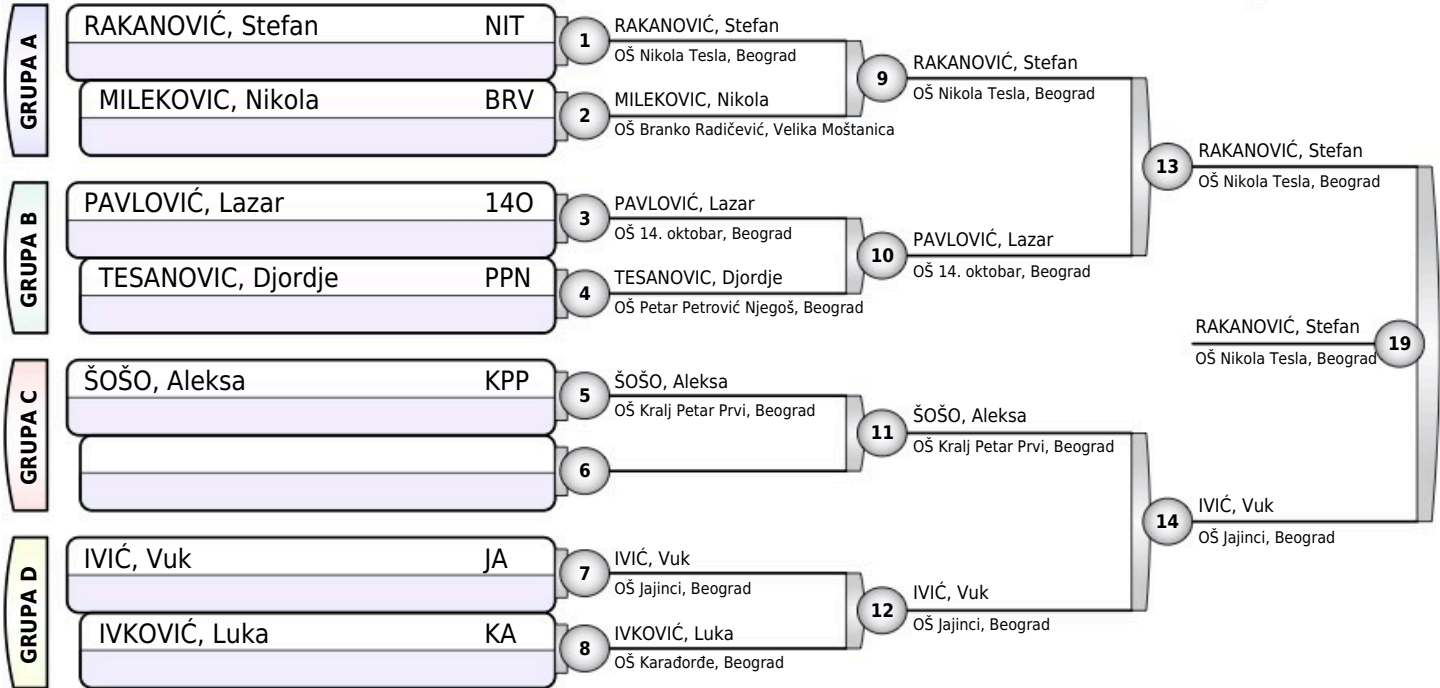 GRUPA A
RAKANOVIĆ, Stefan NIT
MILEKOVIC, Nikola BRV
1
RAKANOVIĆ, Stefan
OŠ Nikola Tesla, Beograd
2
MILEKOVIC, Nikola
OŠ Branko Radičević, Velika Moštanica
9
RAKANOVIĆ, Stefan
OŠ Nikola Tesla, Beograd
GRUPA B
PAVLOVIĆ, Lazar 14O
TESANOVIC, Djordje PPN
3
PAVLOVIĆ, Lazar
OŠ 14. oktobar, Beograd
4
TESANOVIC, Djordje
OŠ Petar Petrović Njegoš, Beograd
10
PAVLOVIĆ, Lazar
OŠ 14. oktobar, Beograd
13
RAKANOVIĆ, Stefan
OŠ Nikola Tesla, Beograd
GRUPA C
ŠOŠO, Aleksa KPP
5
ŠOŠO, Aleksa
OŠ Kralj Petar Prvi, Beograd
6
11
ŠOŠO, Aleksa
OŠ Kralj Petar Prvi, Beograd
GRUPA D
IVIĆ, Vuk JA
IVKOVIĆ, Luka KA
7
IVIĆ, Vuk
OŠ Jajinci, Beograd
8
IVKOVIĆ, Luka
OŠ Karađorđe, Beograd
12
IVIĆ, Vuk
OŠ Jajinci, Beograd
14
IVIĆ, Vuk
OŠ Jajinci, Beograd
RAKANOVIĆ, Stefan
OŠ Nikola Tesla, Beograd
19